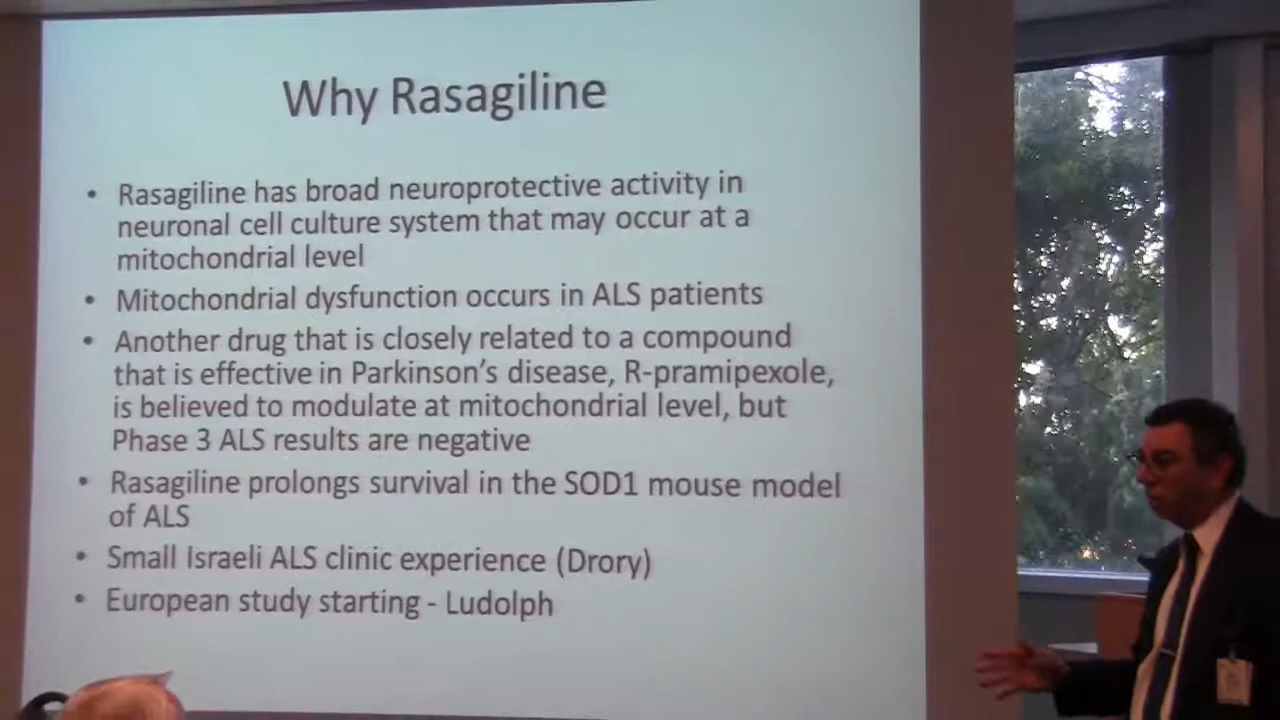 Why Rasagiline
• Rasagiline has broad neuroprotective activity in
neuronal cell culture system that may occur at a
mitochondrial level
• Mitochondrial dysfunction occurs in ALS patients
• Another drug that is closely related to a compound
that is effective in Parkinson's disease, R-pramipexole,
is believed to modulate at mitochondrial level, but
Phase 3 ALS results are negative
• Rasagiline prolongs survival in the SOD1 mouse model
of ALS
• Small Israeli ALS clinic experience (Drory)
• European study starting - Ludolph